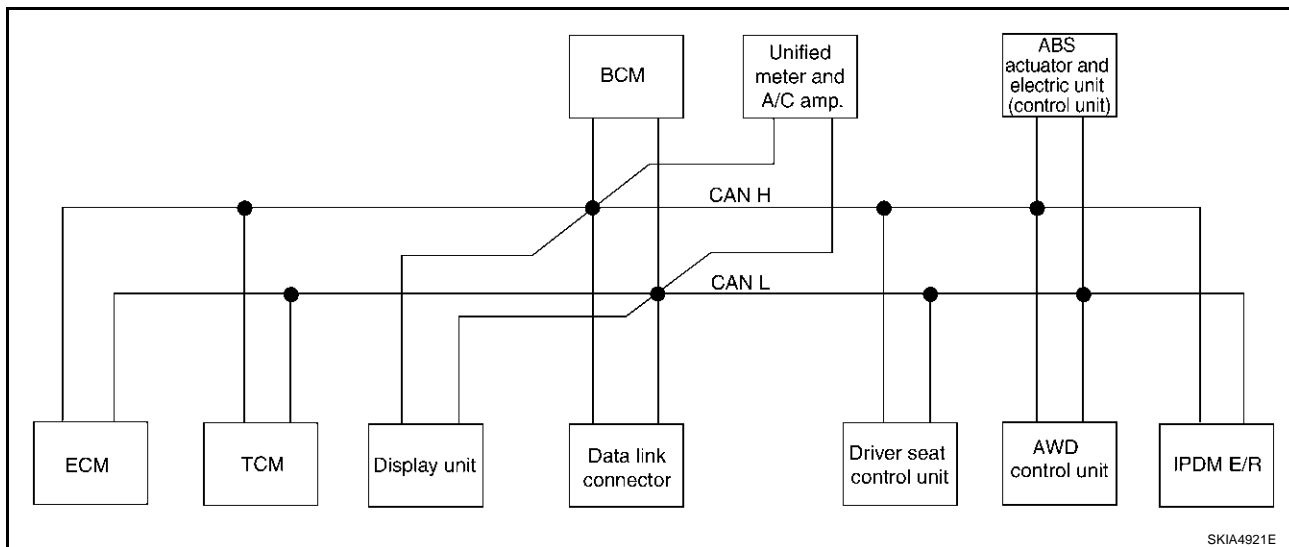 BCM
Unified
meter and
A/C amp.
ABS
actuator and
electric unit
(control unit)
CAN H
CAN L
ECM
TCM
Display unit
Data link
connector
Driver seat
control unit
AWD
control unit
IPDM E/R
SKIA4921E